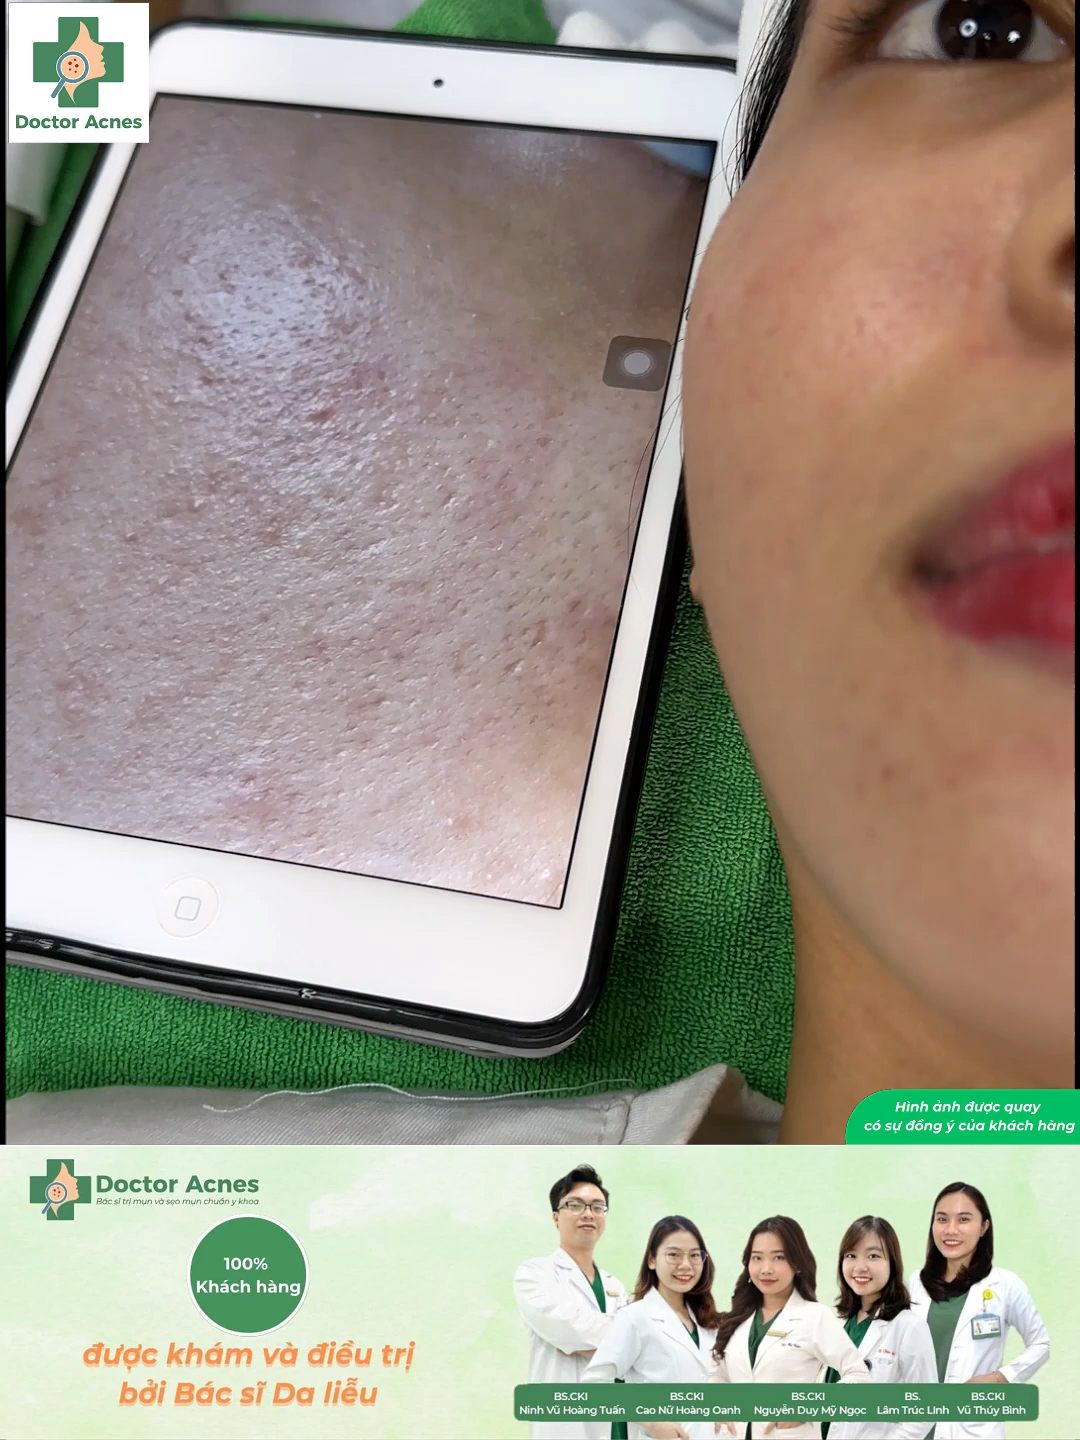 Doctor Acnes
Hình ảnh được quay
có sự đồng ý của khách hàng
Doctor Acnes
Bác sĩ trị mụn và sẹo mụn chuẩn y khoa
100%
Khách hàng
được khám và điều trị
bởi Bác sĩ Da liễu
BS.CKI
Ninh Vũ Hoàng Tuấn
BS.CKI
Cao Nữ Hoàng Oanh
BS.CKI
Nguyễn Duy Mỹ Ngọc
BS.
Lâm Trúc LInh
BS.CKI
Vũ Thúy Bình